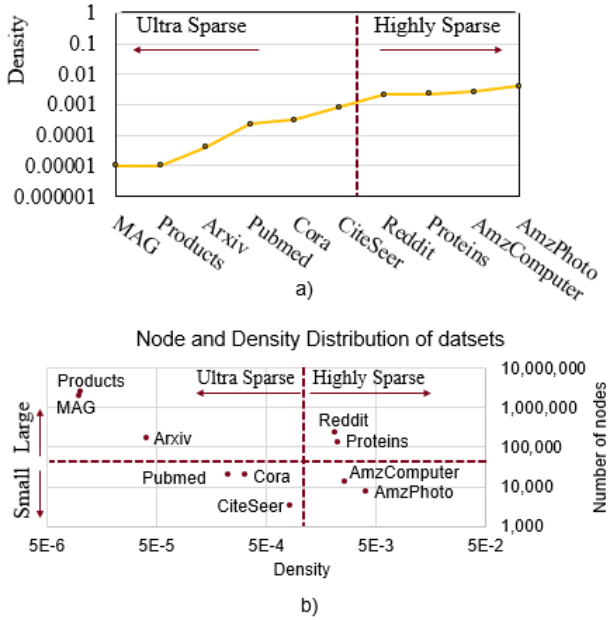 Density
1
0.1
0.01
0.001
0.0001
0.00001
0.000001
Ultra Sparse
Highly Sparse
MAG
Products
Arxiv
Pubmed
Cora
CiteSeer
Reddit
Proteins
AmzComputer
AmzPhoto
a)
Node and Density Distribution of datsets
Small Large
Products
MAG
Arxiv
Pubmed
Cora
CiteSeer
Ultra Sparse
Highly Sparse
Reddit
Proteins
AmzComputer
AmzPhoto
10,000,000
1,000,000
100,000
10,000
1,000
Number of nodes
5E-6
5E-5
5E-4
5E-3
5E-2
Density
b)